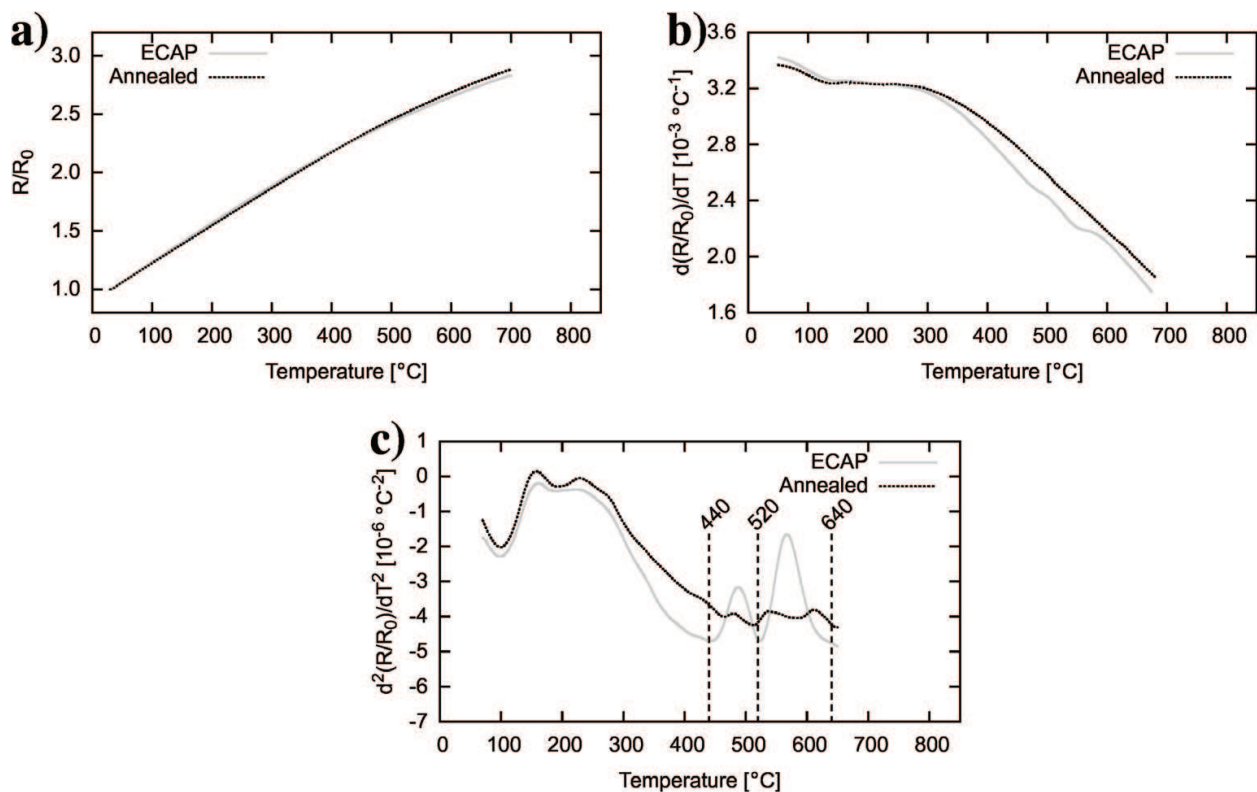 a)
ECAP
Annealed
3.0
2.5
2.0
1.5
1.0
R/R₀
0 100 200 300 400 500 600 700 800
Temperature [°C]
b)
ECAP
Annealed
3.6
3.2
2.8
2.4
2.0
1.6
d(R/R₀)/dT [10⁻³ °C⁻¹]
0 100 200 300 400 500 600 700 800
Temperature [°C]
c)
ECAP
Annealed
1
0
-1
-2
-3
-4
-5
-6
-7
d²(R/R₀)/dT² [10⁻⁶ °C⁻²]
440 520 640
0 100 200 300 400 500 600 700 800
Temperature [°C]